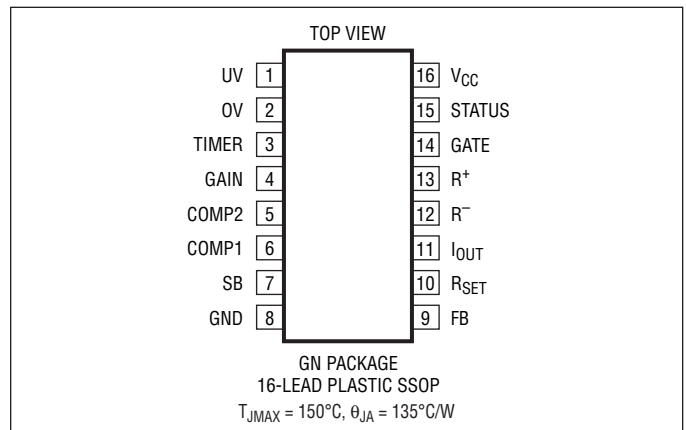 TOP VIEW
UV 1 16 VCC
OV 2 15 STATUS
TIMER 3 14 GATE
GAIN 4 13 R+
COMP2 5 12 R–
COMP1 6 11 IOUT
SB 7 10 RSET
GND 8 9 FB
GN PACKAGE
16-LEAD PLASTIC SSOP
TJMAX = 150°C, θJA = 135°C/W